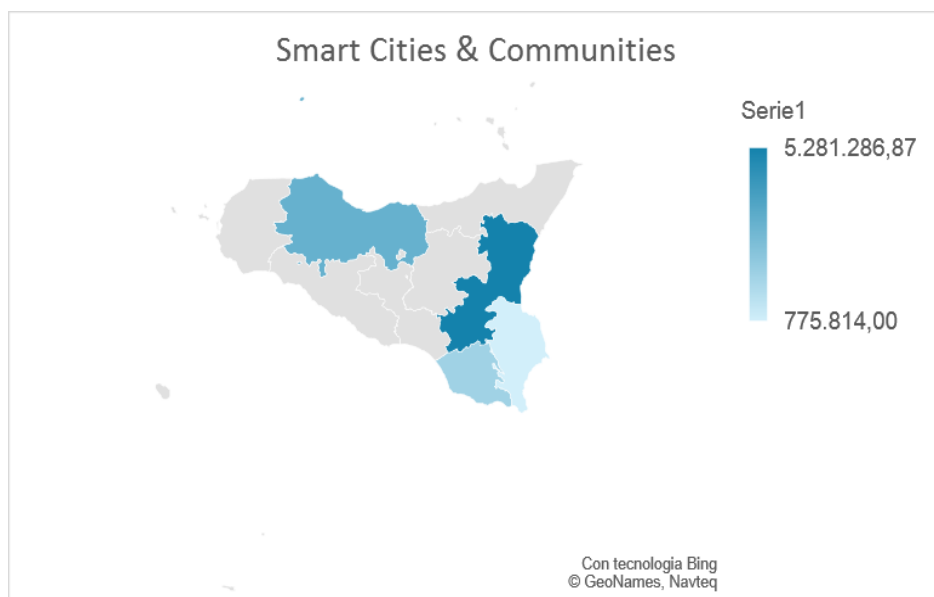 Smart Cities & Communities
Serie1
5.281.286,87
775.814,00
Con tecnologia Bing
© GeoNames, Navteq